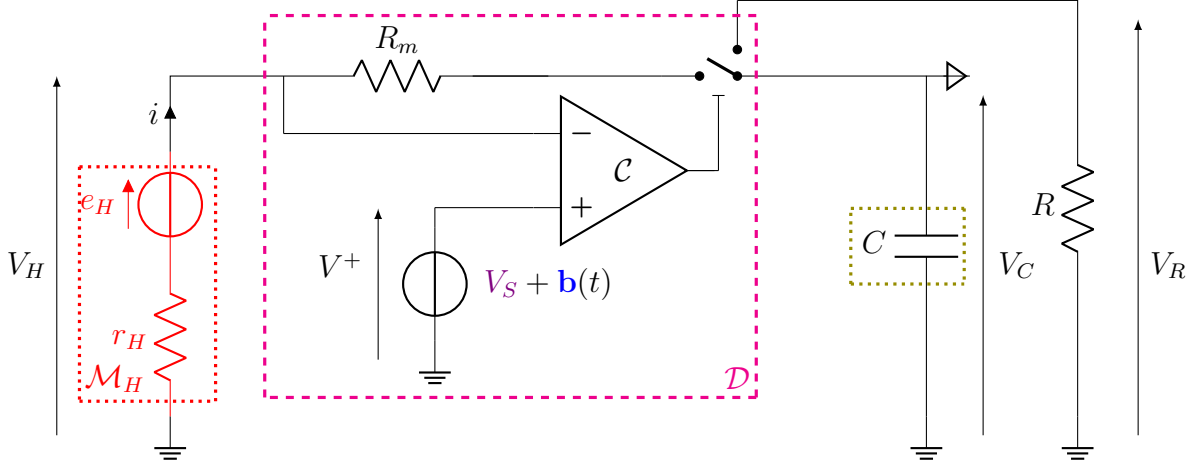 R_m
i
𝒞
e_H
R
C
V_H
V^+
V_S + b(t)
V_C
V_R
r_H
ℳ_H
𝒟